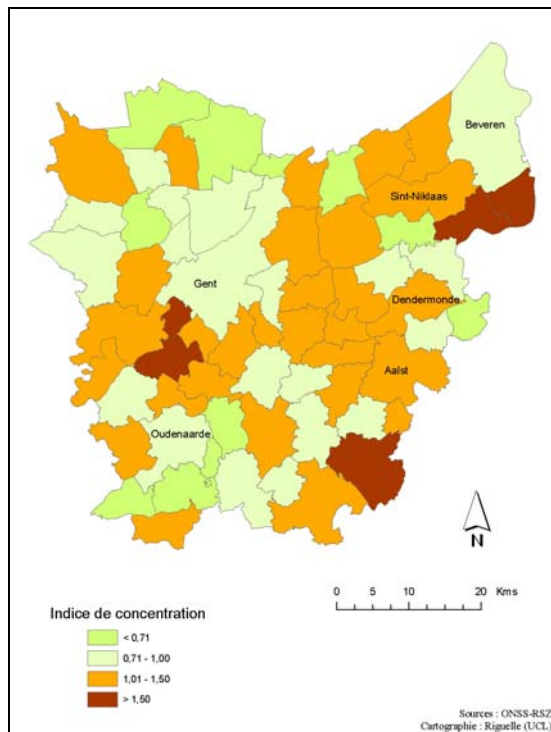 Beveren
Sint-Niklaas
Gent
Dendermonde
Aalst
Oudenaarde
N
0 5 10 20 Kms
Indice de concentration
< 0,71
0,71 - 1,00
1,01 - 1,50
> 1,50
Sources : ONSS-RSZ
Cartographie : Riguelle (UCL)